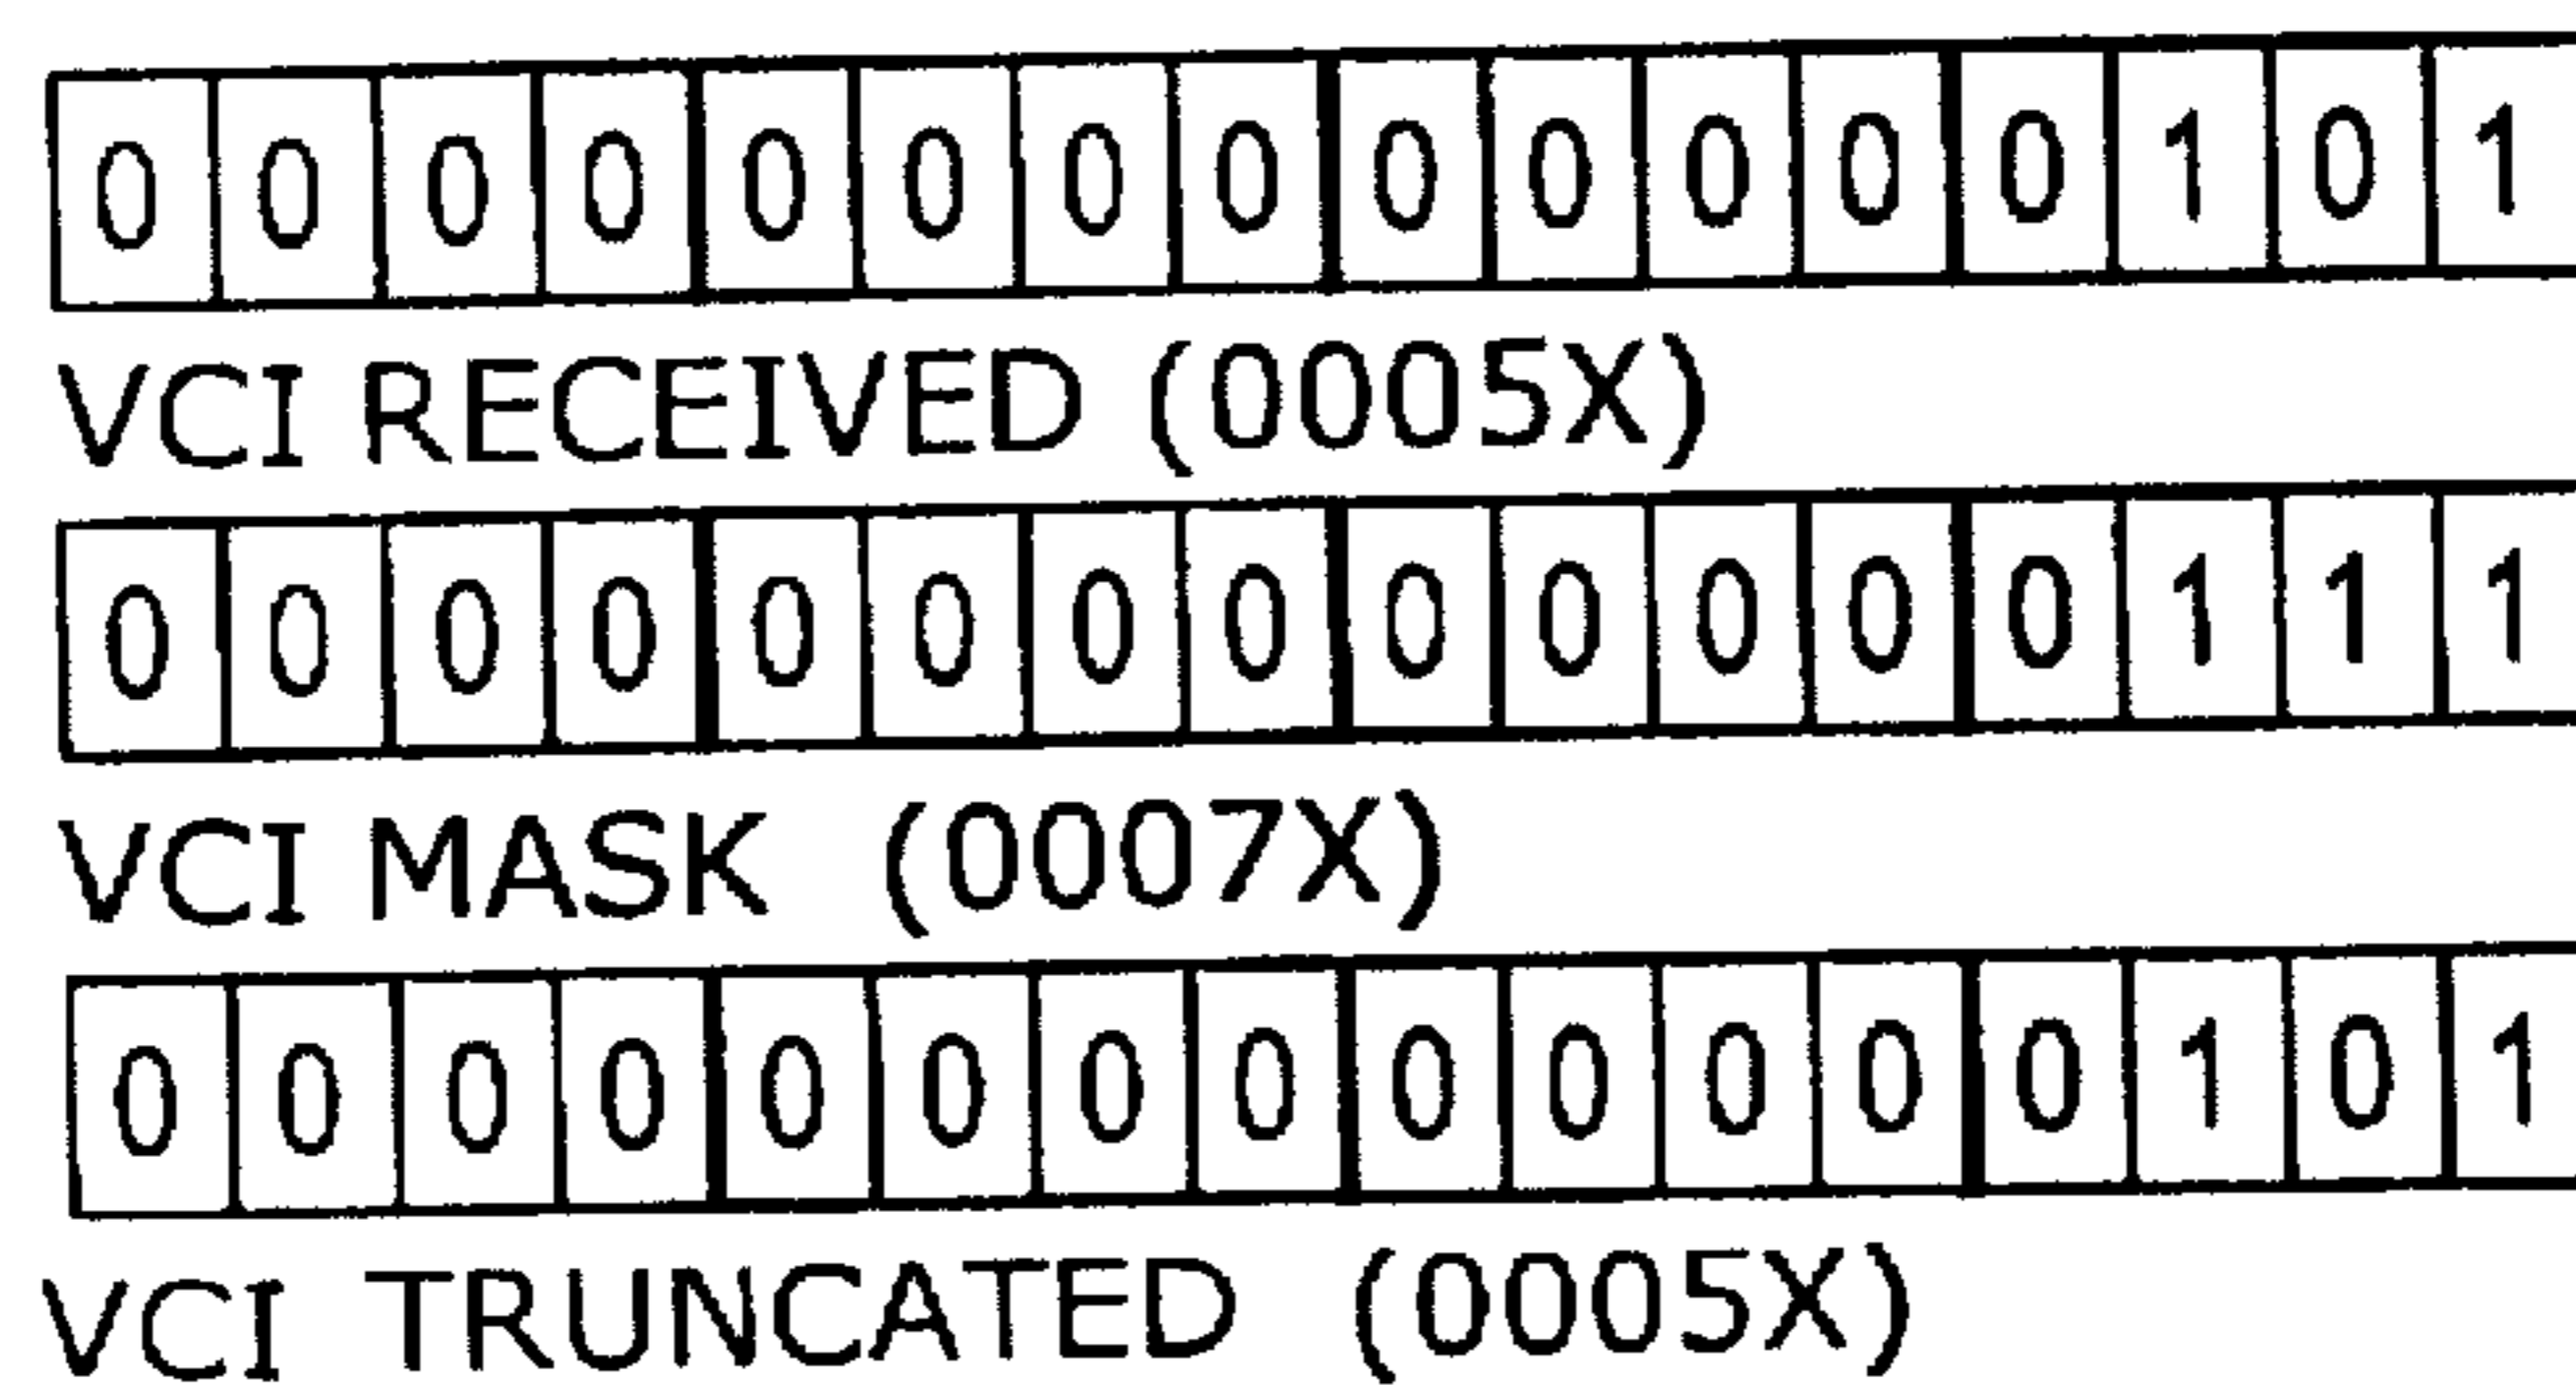 0 0 0 0 0 0 0 0 0 0 0 0 0 1 0 1
VCI RECEIVED (0005X)
0 0 0 0 0 0 0 0 0 0 0 0 0 1 1 1
VCI MASK (0007X)
0 0 0 0 0 0 0 0 0 0 0 0 0 1 0 1
VCI TRUNCATED (0005X)